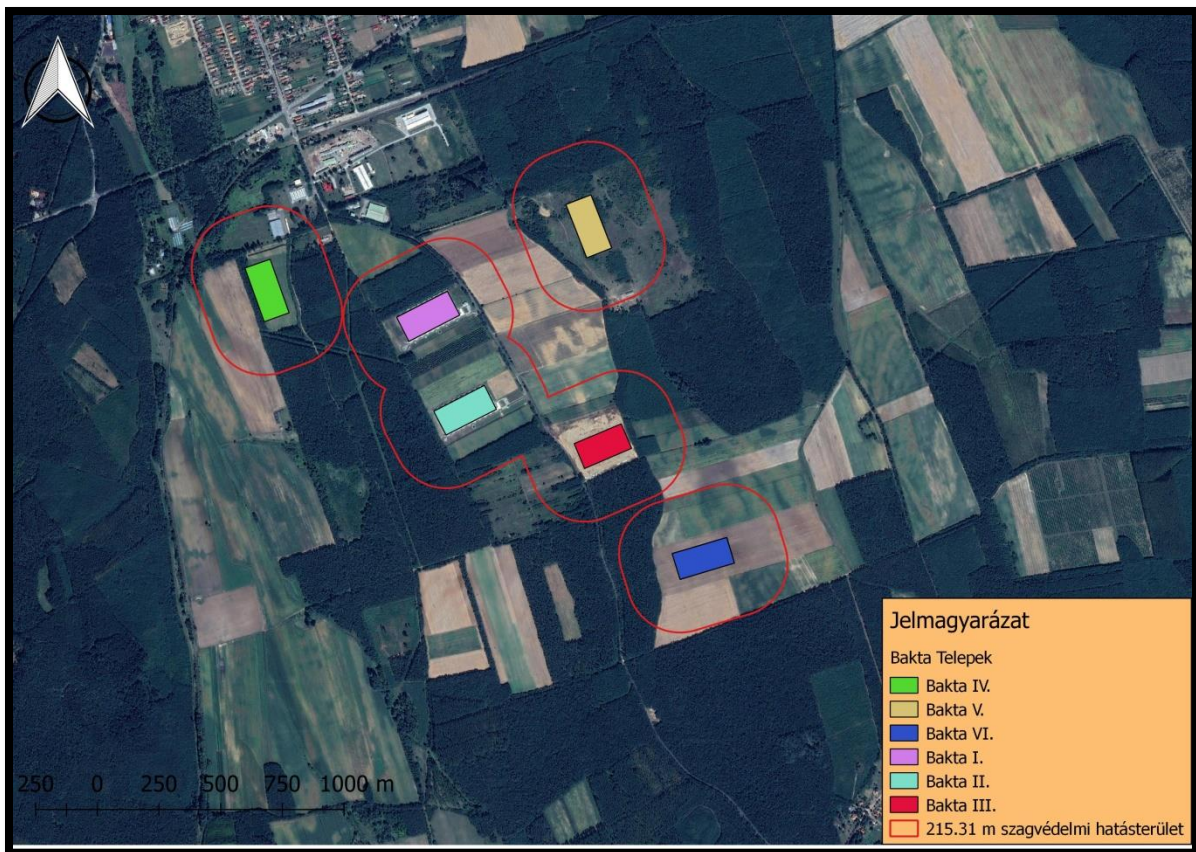 250 0 250 500 750 1000 m
Jelmagyarázat
Bakta Telepek
Bakta IV.
Bakta V.
Bakta VI.
Bakta I.
Bakta II.
Bakta III.
215.31 m szagvédelmi hatásterület